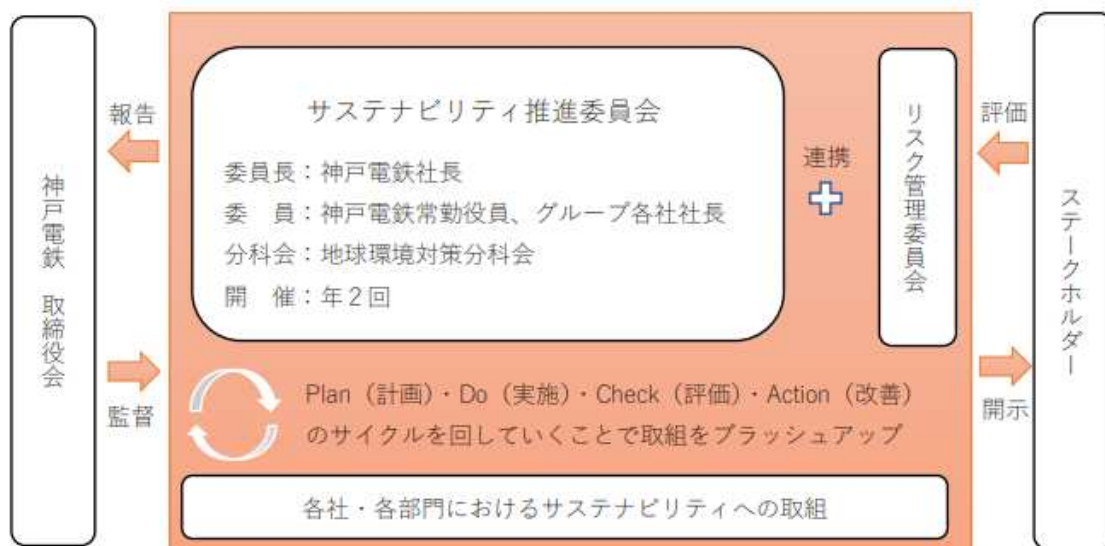 神戸電鉄 取締役会
報告
監督
サステナビリティ推進委員会
委員長：神戸電鉄社長
委 員：神戸電鉄常勤役員、グループ各社社長
分科会：地球環境対策分科会
開 催：年２回
連携
リスク管理委員会
Plan（計画）・Do（実施）・Check（評価）・Action（改善）
のサイクルを回していくことで取組をブラッシュアップ
各社・各部門におけるサステナビリティへの取組
評価
開示
ステークホルダー